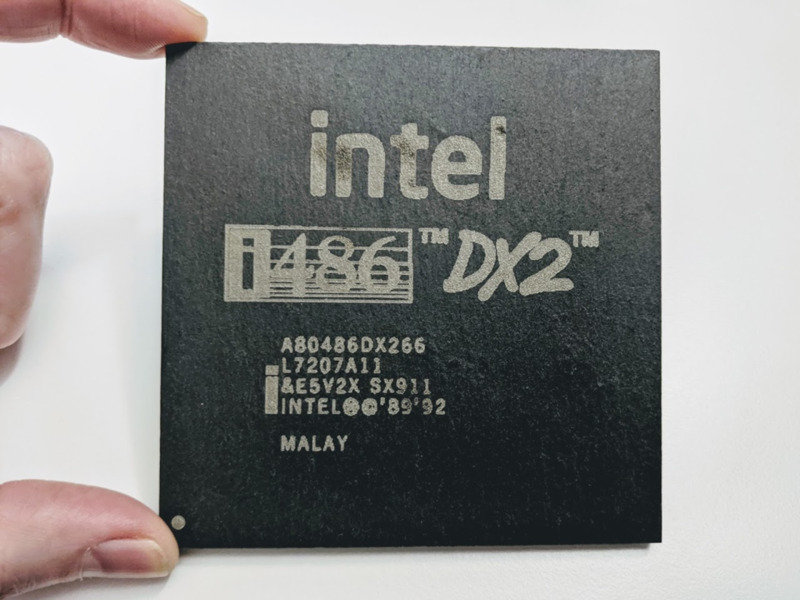 intel
i486™ DX2™
A80486DX266
L7207A11
i &E5V2X SX911
INTEL Ⓜ©'89'92
MALAY